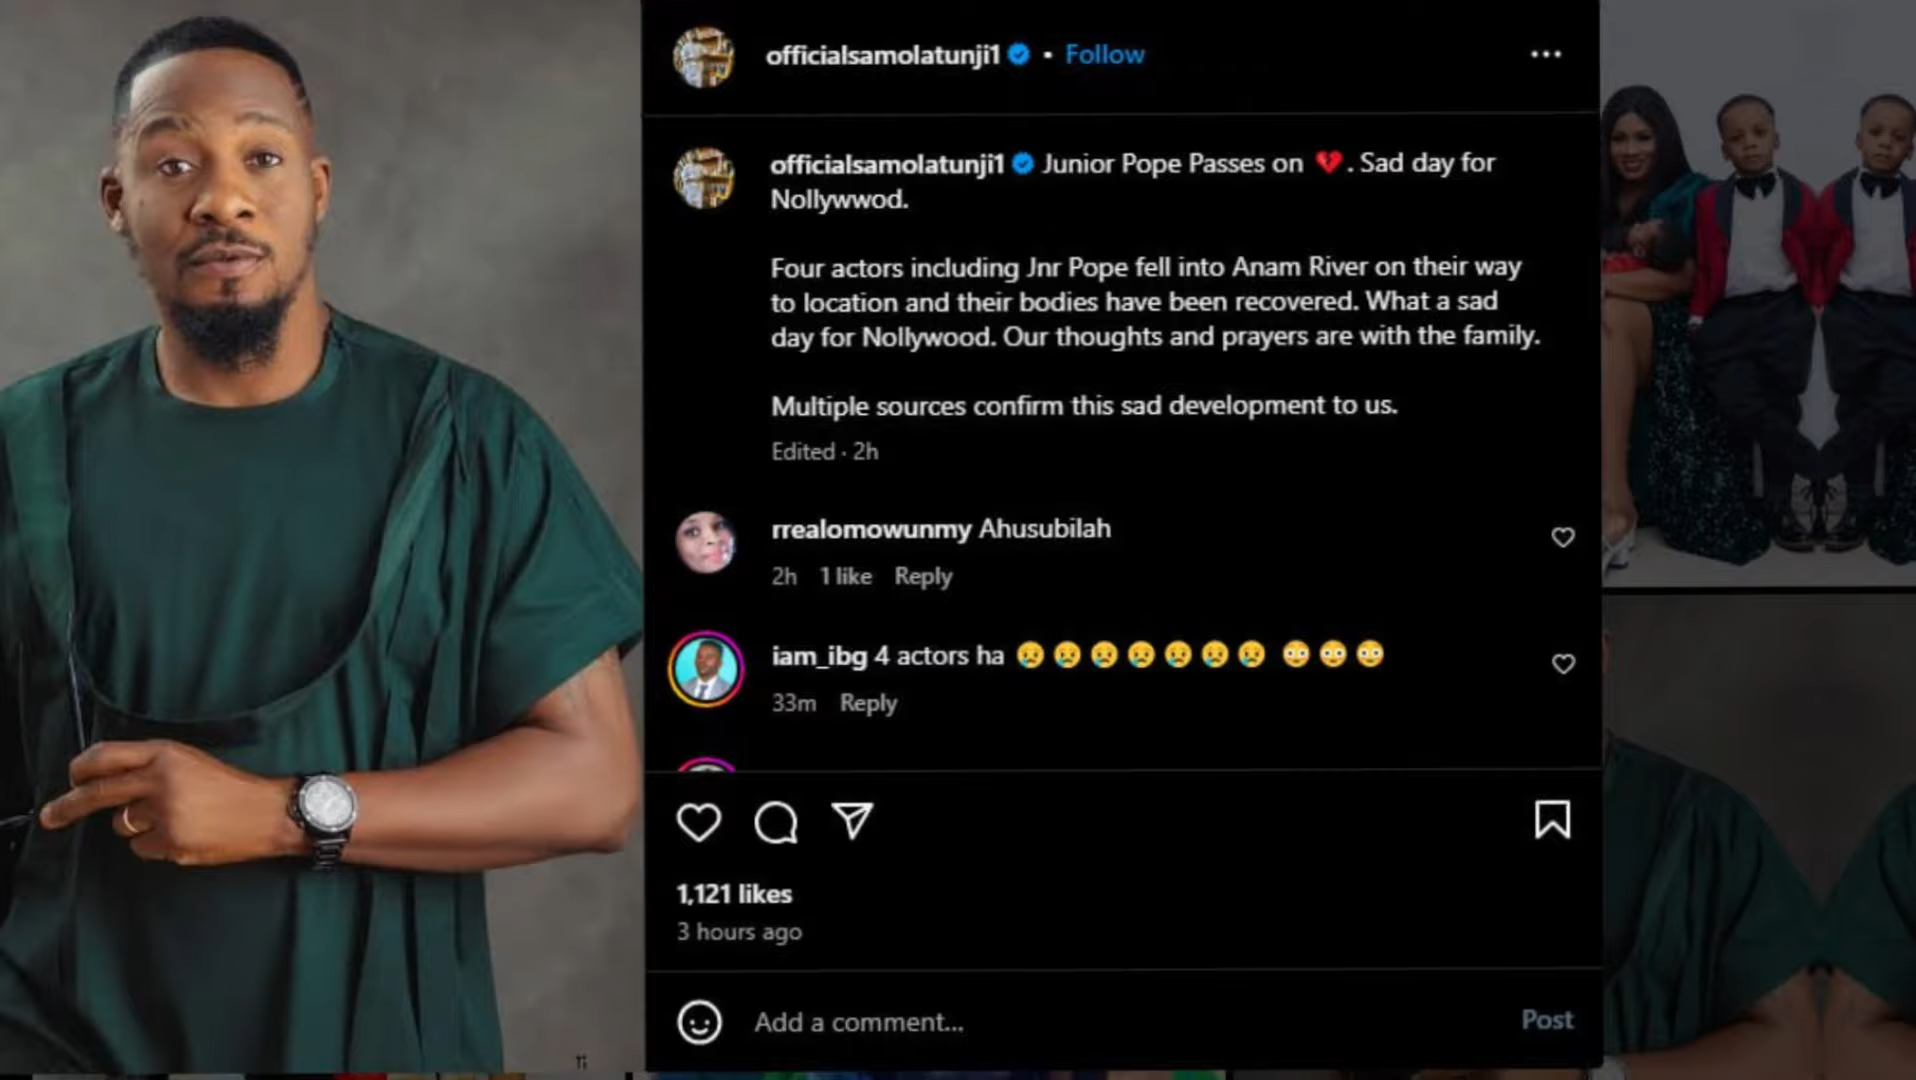 officialsamolatunji1 • Follow
officialsamolatunji1 Junior Pope Passes on 💔. Sad day for
Nollywwod.
Four actors including Jnr Pope fell into Anam River on their way
to location and their bodies have been recovered. What a sad
day for Nollywood. Our thoughts and prayers are with the family.
Multiple sources confirm this sad development to us.
Edited · 2h
rrealomowunmy Ahusubilah
2h 1 like Reply
iam_ibg 4 actors ha 😢😢😢😢😢😢😢 😳😳😳
33m Reply
1,121 likes
3 hours ago
Add a comment...
Post